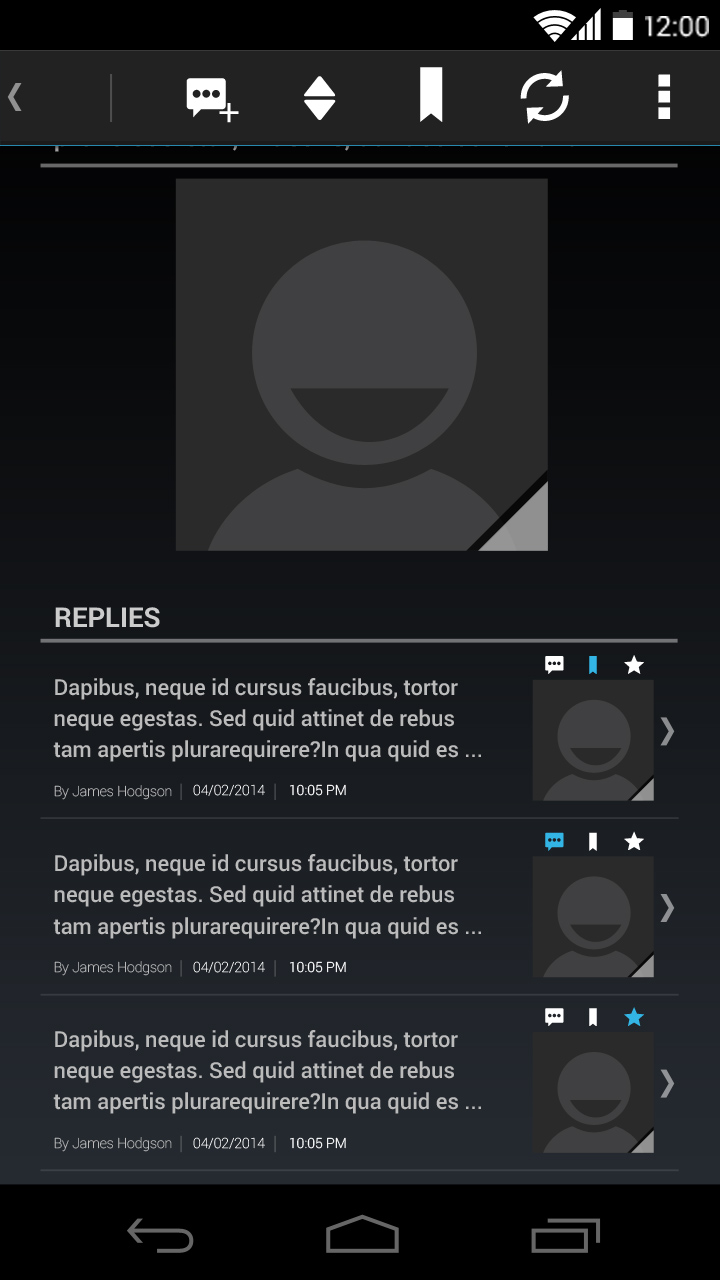 12:00
REPLIES
Dapibus, neque id cursus faucibus, tortor
neque egestas. Sed quid attinet de rebus
tam apertis plurarequirere?In qua quid es ...
By James Hodgson | 04/02/2014 | 10:05 PM
Dapibus, neque id cursus faucibus, tortor
neque egestas. Sed quid attinet de rebus
tam apertis plurarequirere?In qua quid es ...
By James Hodgson | 04/02/2014 | 10:05 PM
Dapibus, neque id cursus faucibus, tortor
neque egestas. Sed quid attinet de rebus
tam apertis plurarequirere?In qua quid es ...
By James Hodgson | 04/02/2014 | 10:05 PM